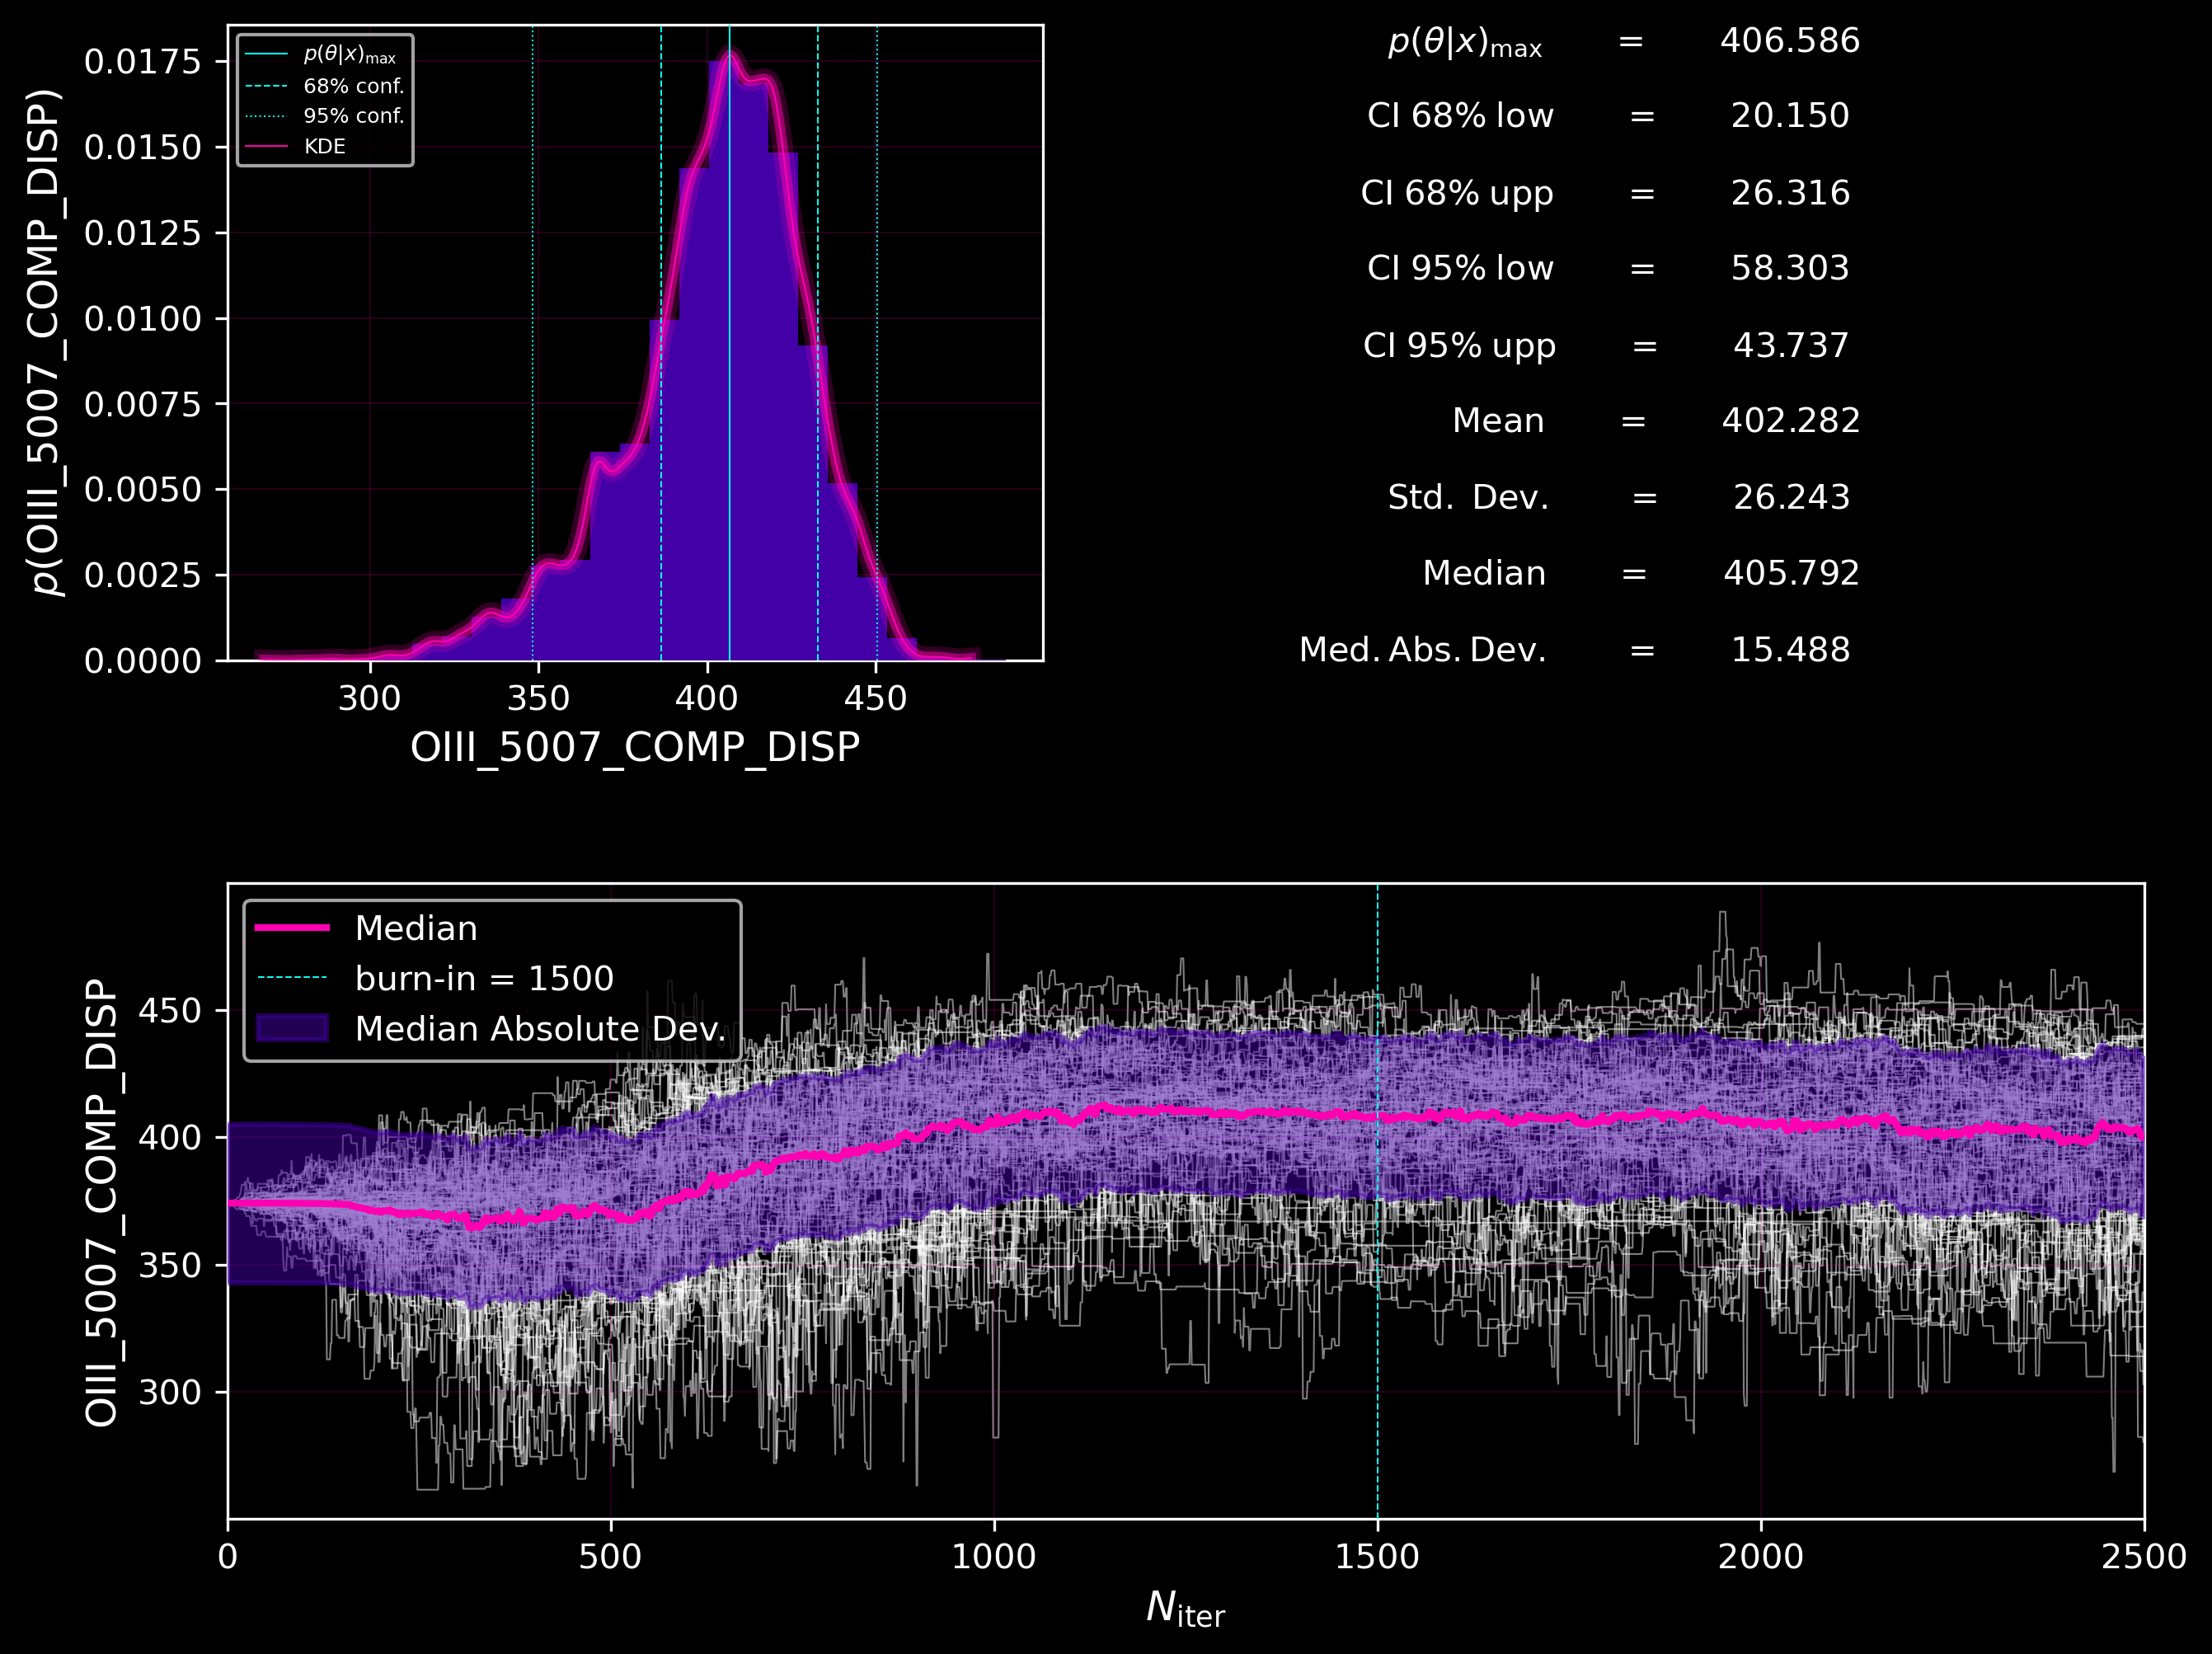 0.0175
0.0150
0.0125
0.0100
0.0075
0.0050
0.0025
0.0000
p(OIII_5007_COMP_DISP)
p(θ|x)max
68% conf.
95% conf.
KDE
300 350 400 450
OIII_5007_COMP_DISP
p(θ|x)max = 406.586
CI 68% low = 20.150
CI 68% upp = 26.316
CI 95% low = 58.303
CI 95% upp = 43.737
Mean = 402.282
Std. Dev. = 26.243
Median = 405.792
Med. Abs. Dev. = 15.488
450
400
350
300
OIII_5007_COMP_DISP
Median
burn-in = 1500
Median Absolute Dev.
0 500 1000 1500 2000 2500
Niter